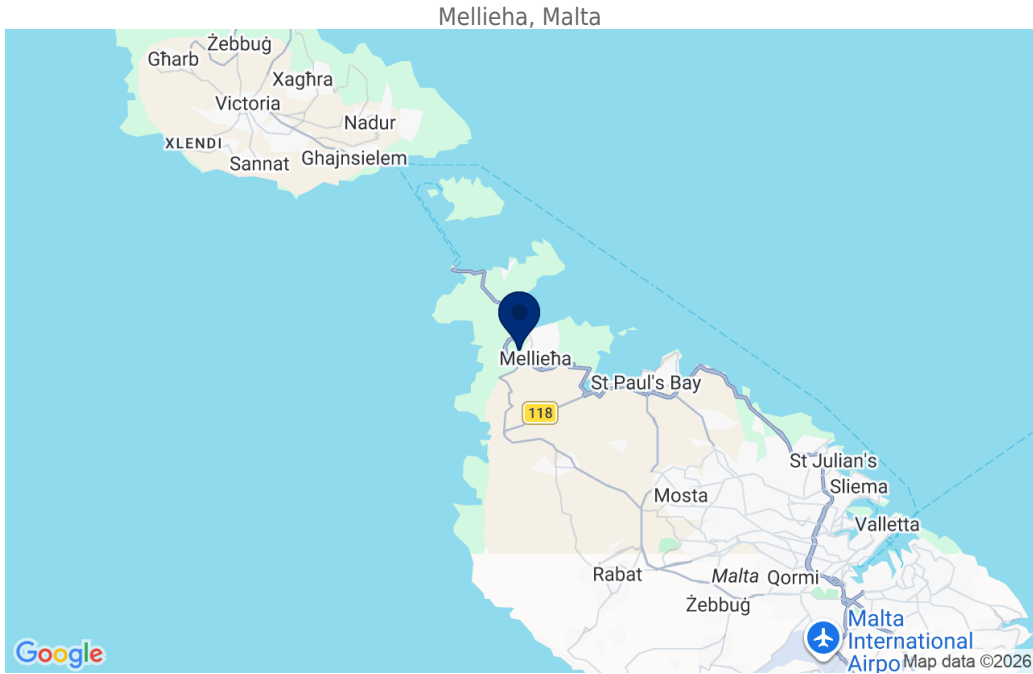 Mellieha, Malta
Żebbuġ
Għarb
Xagħra
Victoria
Nadur
XLENDI
Sannat
Ghajnsielem
Mellieħa
St Paul's Bay
118
St Julian's
Sliema
Mosta
Valletta
Rabat
Malta
Qormi
Żebbuġ
Malta
International
Airpo
Google
Map data ©2026